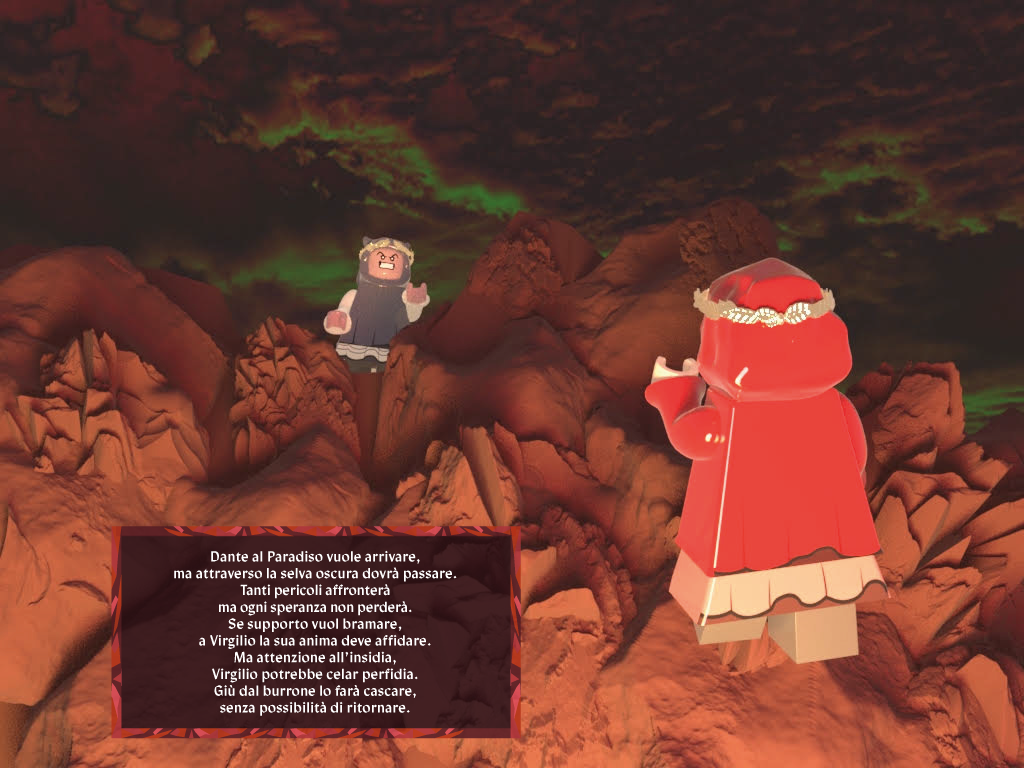 Dante al Paradiso vuole arrivare,
ma attraverso la selva oscura dovrà passare.
Tanti pericoli affronterà
ma ogni speranza non perderà.
Se supporto vuol bramare,
a Virgilio la sua anima deve affidare.
Ma attenzione all'insidia,
Virgilio potrebbe celar perfidia.
Giù dal burrone lo farà cascare,
senza possibilità di ritornare.